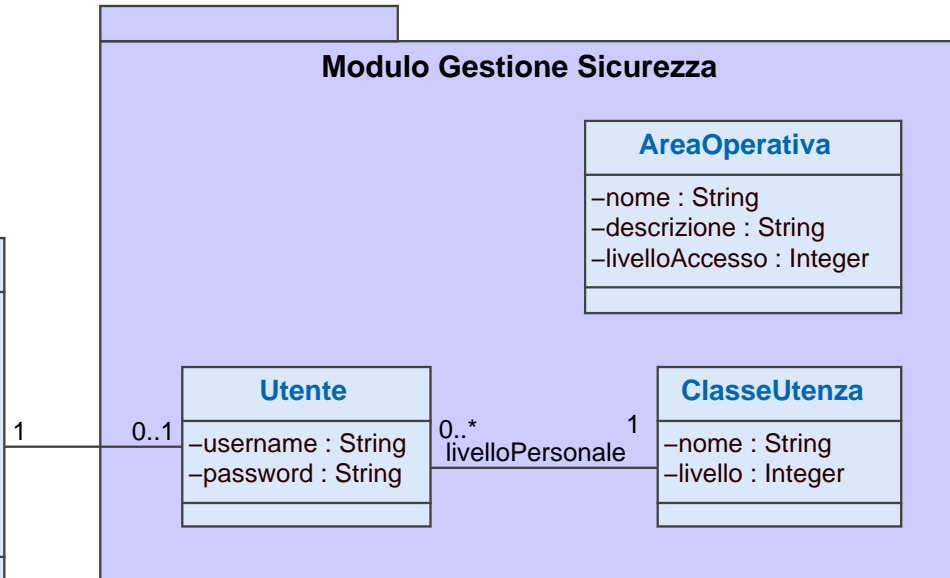 Modulo Gestione Sicurezza
AreaOperativa
–nome : String
–descrizione : String
–livelloAccesso : Integer
1
0..1
Utente
–username : String
–password : String
0..*
1
livelloPersonale
ClasseUtenza
–nome : String
–livello : Integer